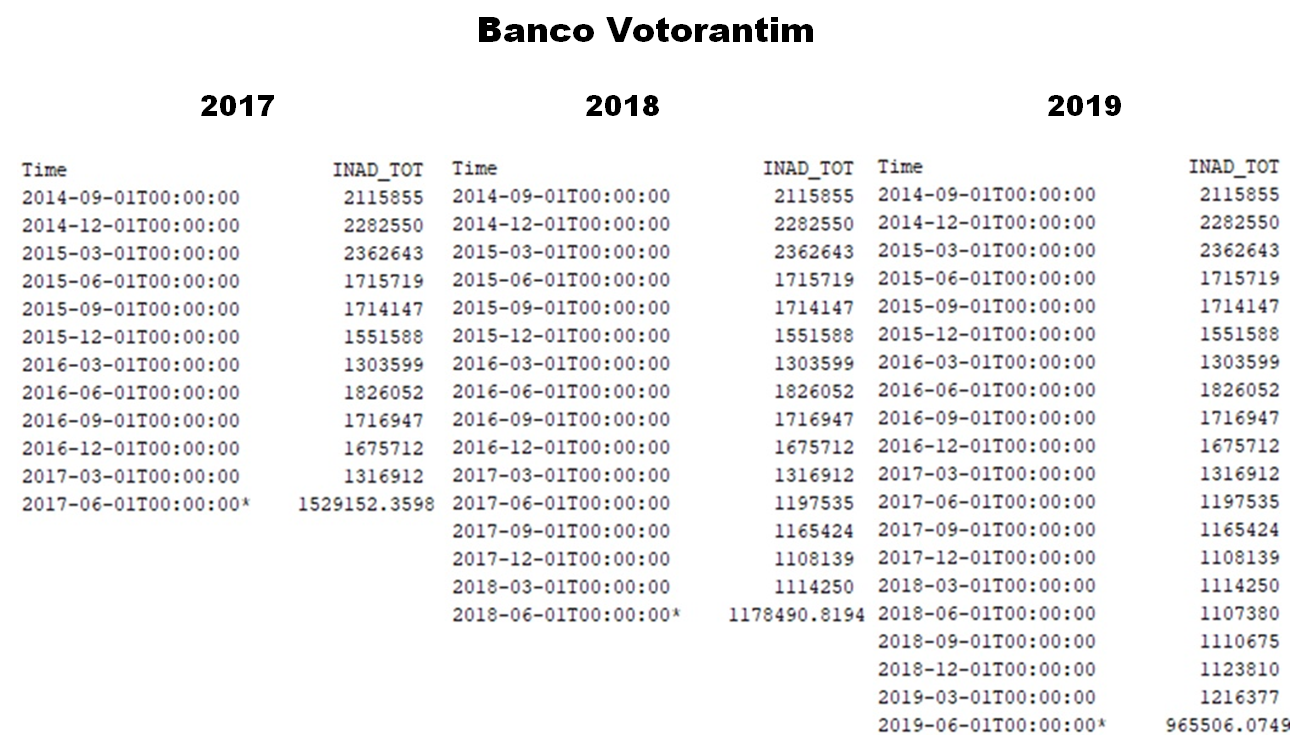 Banco Votorantim
2017
Time INAD_TOT
2014-09-01T00:00:00 2115855
2014-12-01T00:00:00 2282550
2015-03-01T00:00:00 2362643
2015-06-01T00:00:00 1715719
2015-09-01T00:00:00 1714147
2015-12-01T00:00:00 1551588
2016-03-01T00:00:00 1303599
2016-06-01T00:00:00 1826052
2016-09-01T00:00:00 1716947
2016-12-01T00:00:00 1675712
2017-03-01T00:00:00 1316912
2017-06-01T00:00:00* 1529152.3598
2018
Time INAD_TOT
2014-09-01T00:00:00 2115855
2014-12-01T00:00:00 2282550
2015-03-01T00:00:00 2362643
2015-06-01T00:00:00 1715719
2015-09-01T00:00:00 1714147
2015-12-01T00:00:00 1551588
2016-03-01T00:00:00 1303599
2016-06-01T00:00:00 1826052
2016-09-01T00:00:00 1716947
2016-12-01T00:00:00 1675712
2017-03-01T00:00:00 1316912
2017-06-01T00:00:00 1197535
2017-09-01T00:00:00 1165424
2017-12-01T00:00:00 1108139
2018-03-01T00:00:00 1114250
2018-06-01T00:00:00* 1178490.8194
2019
Time INAD_TOT
2014-09-01T00:00:00 2115855
2014-12-01T00:00:00 2282550
2015-03-01T00:00:00 2362643
2015-06-01T00:00:00 1715719
2015-09-01T00:00:00 1714147
2015-12-01T00:00:00 1551588
2016-03-01T00:00:00 1303599
2016-06-01T00:00:00 1826052
2016-09-01T00:00:00 1716947
2016-12-01T00:00:00 1675712
2017-03-01T00:00:00 1316912
2017-06-01T00:00:00 1197535
2017-09-01T00:00:00 1165424
2017-12-01T00:00:00 1108139
2018-03-01T00:00:00 1114250
2018-06-01T00:00:00 1107380
2018-09-01T00:00:00 1110675
2018-12-01T00:00:00 1123810
2019-03-01T00:00:00 1216377
2019-06-01T00:00:00* 965506.0749